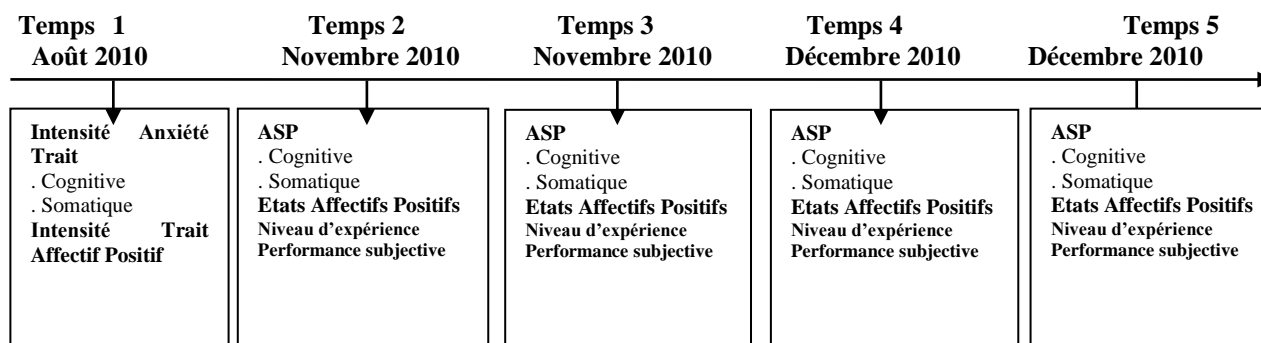 Temps 1
Août 2010
Temps 2
Novembre 2010
Temps 3
Novembre 2010
Temps 4
Décembre 2010
Temps 5
Décembre 2010
Intensité Anxiété
Trait
. Cognitive
. Somatique
Intensité Trait
Affectif Positif
ASP
. Cognitive
. Somatique
Etats Affectifs Positifs
Niveau d’expérience
Performance subjective
ASP
. Cognitive
. Somatique
Etats Affectifs Positifs
Niveau d’expérience
Performance subjective
ASP
. Cognitive
. Somatique
Etats Affectifs Positifs
Niveau d’expérience
Performance subjective
ASP
. Cognitive
. Somatique
Etats Affectifs Positifs
Niveau d’expérience
Performance subjective